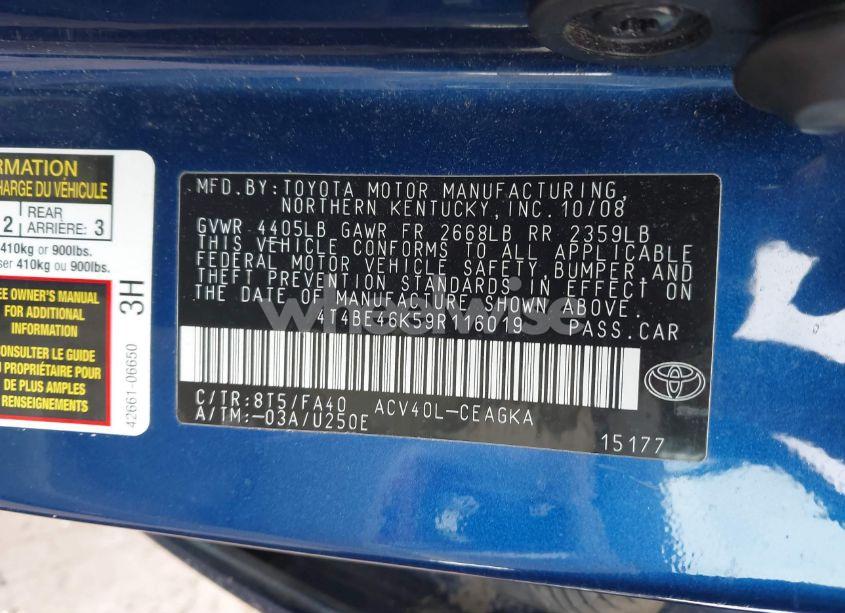 RMATION
CHARGE DU VÉHICULE
2 REAR ARRIÈRE: 3
410kg or 900lbs.
ser 410kg ou 900lbs.
EE OWNER'S MANUAL
FOR ADDITIONAL
INFORMATION
CONSULTER LE GUIDE
DU PROPRIÉTAIRE POUR
DE PLUS AMPLES
RENSEIGNEMENTS
42661-06650
3H
MFD.BY:TOYOTA MOTOR MANUFACTURING,
NORTHERN KENTUCKY,INC.10/08
GVWR 4405LB GAWR FR 2668LB RR 2359LB
THIS VEHICLE CONFORMS TO ALL APPLICABLE
FEDERAL MOTOR VEHICLE SAFETY,BUMPER,AND
THEFT PREVENTION STANDARDS IN EFFECT ON
THE DATE OF MANUFACTURE SHOWN ABOVE.
4T4BE46K59R116019 PASS.CAR
C/TR:8T5/FA40 ACV40L-CEAGKA
A/TM:-03A/U250E
15177